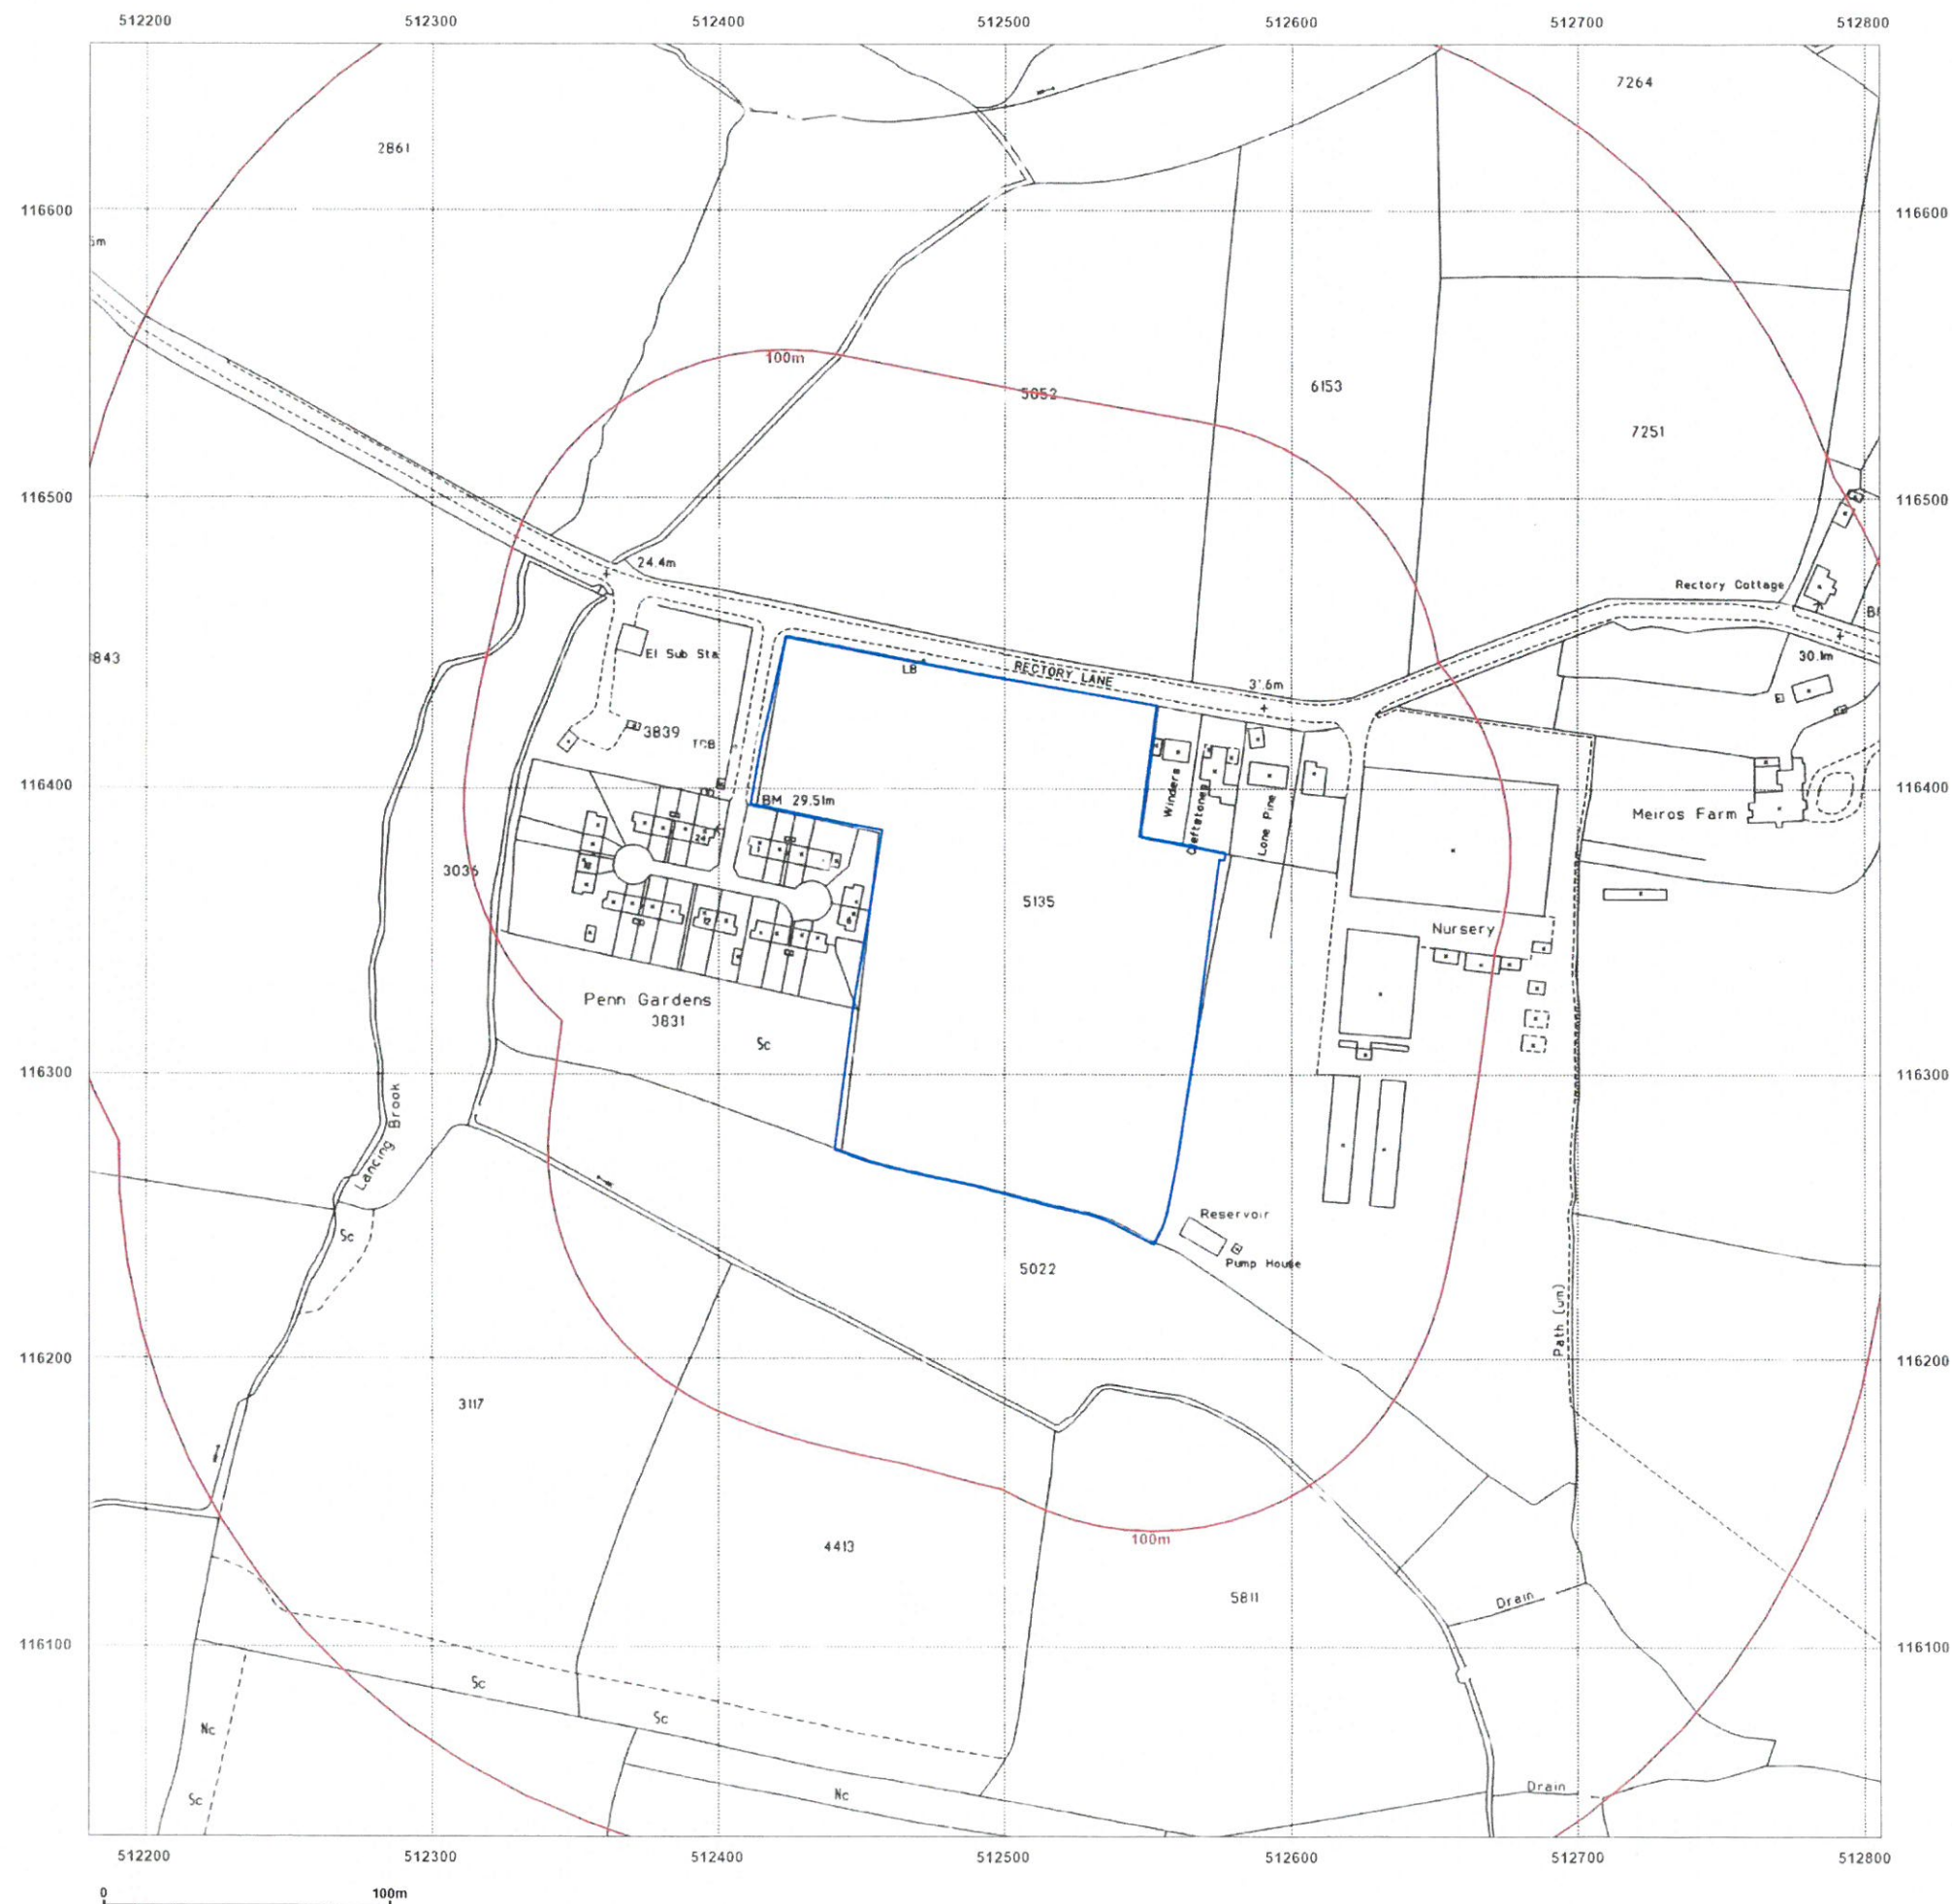 512200 512300 512400 512500 512600 512700 512800
7264
2861
116600 116600
100m
5852
6153
7251
116500 116500
24.4m
Rectory Cottage
El Sub Sta
LB
RECTORY LANE
30.1m
3839
TCB
116400 116400
BM 29.51m
Winders
Cleftstones
Lone Pine
Meiros Farm
24
3036
5135
12
Nursery
Penn Gardens
3831
Sc
116300 116300
Lancing Brook
Sc
Reservoir
Pump House
5022
Path (um)
116200 116200
3117
4413
100m
5811
Drain
116100 116100
Sc
Sc
Nc
Nc
Sc
Drain
512200 512300 512400 512500 512600 512700 512800
0 100m